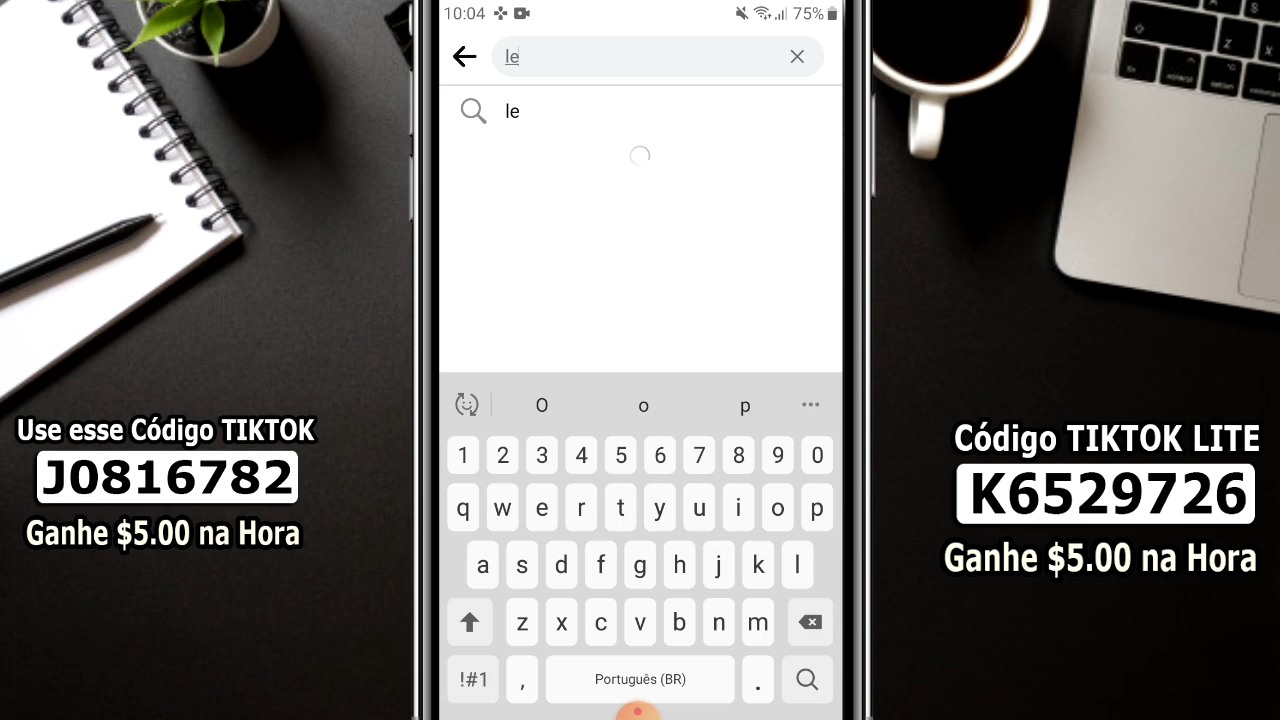 10:04
75%
le
le
O o p
1 2 3 4 5 6 7 8 9 0
q w e r t y u i o p
a s d f g h j k l
z x c v b n m
!#1 , Português (BR) .
Use esse Código TIKTOK
J0816782
Ganhe $5.00 na Hora
Código TIKTOK LITE
K6529726
Ganhe $5.00 na Hora